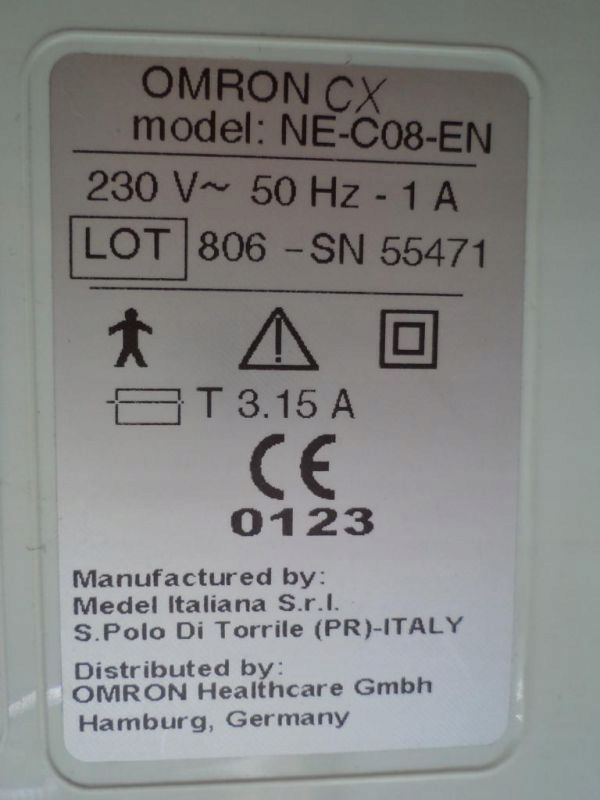 OMRON CX
model: NE-C08-EN
230 V~ 50 Hz - 1 A
LOT 806 - SN 55471
T 3.15 A
CE
0123
Manufactured by:
Medel Italiana S.r.l.
S.Polo Di Torrile (PR)-ITALY
Distributed by:
OMRON Healthcare Gmbh
Hamburg, Germany